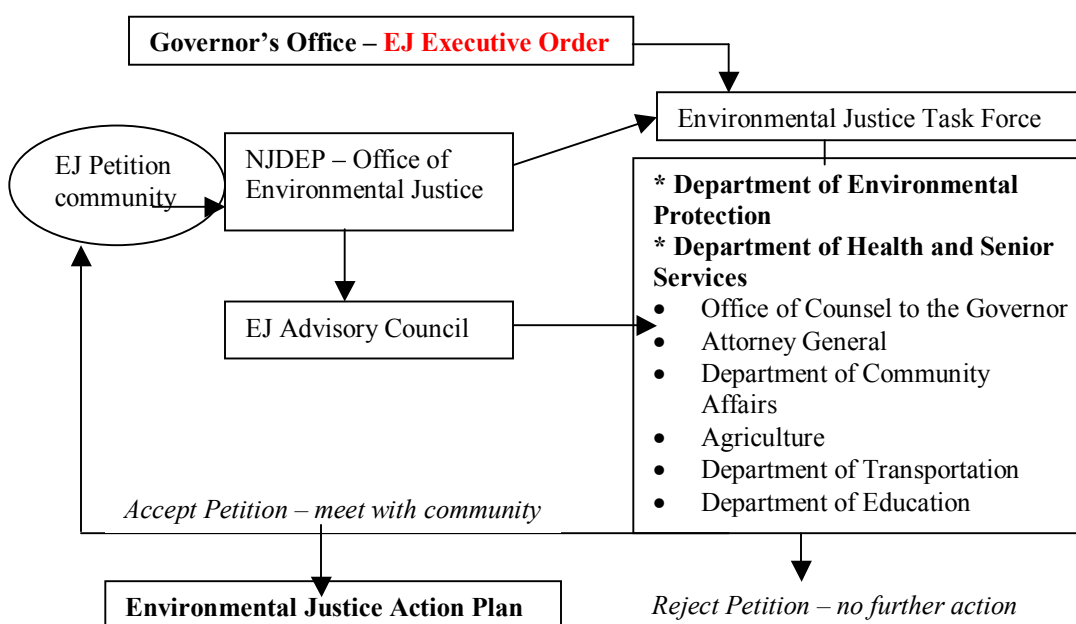 Governor’s Office – EJ Executive Order
Environmental Justice Task Force
EJ Petition
community
NJDEP – Office of
Environmental Justice
* Department of Environmental
Protection
* Department of Health and Senior
Services
• Office of Counsel to the Governor
• Attorney General
• Department of Community
Affairs
• Agriculture
• Department of Transportation
• Department of Education
EJ Advisory Council
Accept Petition – meet with community
Environmental Justice Action Plan
Reject Petition – no further action